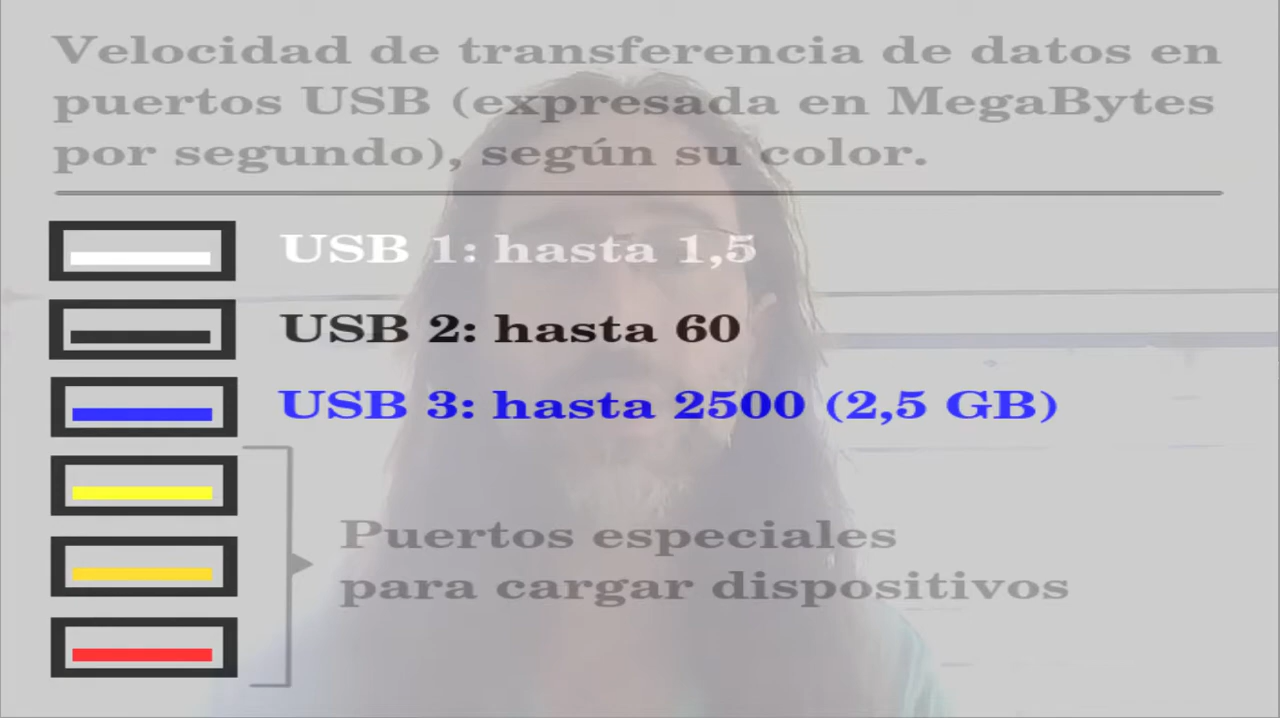 Velocidad de transferencia de datos en
puertos USB (expresada en MegaBytes
por segundo), según su color.
USB 1: hasta 1,5
USB 2: hasta 60
USB 3: hasta 2500 (2,5 GB)
Puertos especiales
para cargar dispositivos